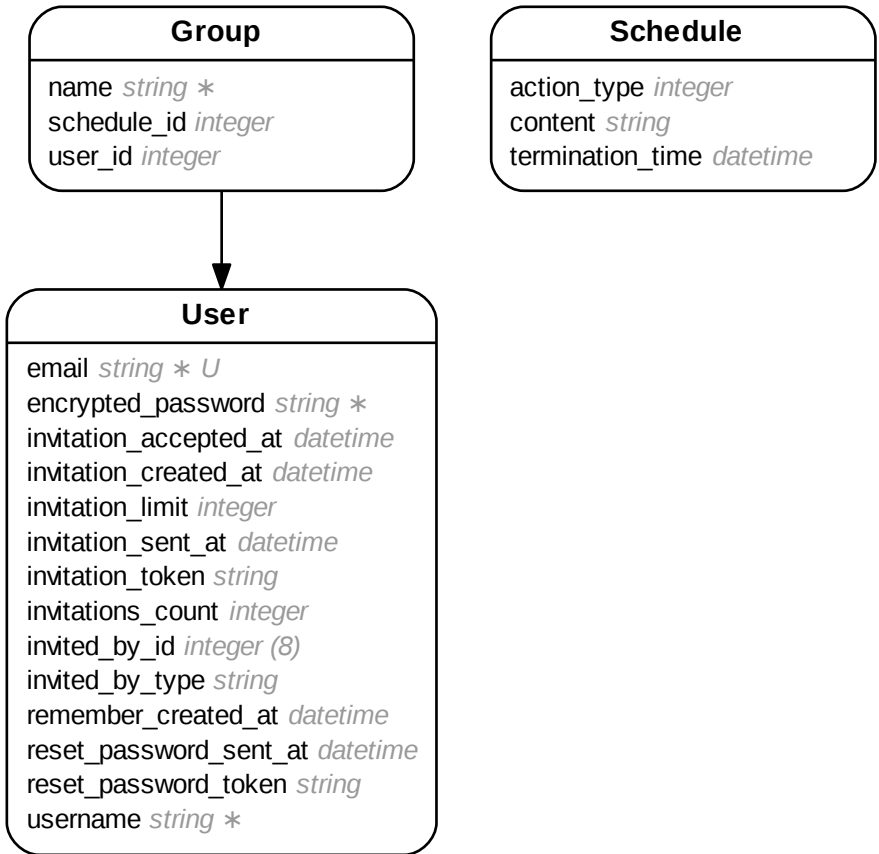 Group
name string ∗
schedule_id integer
user_id integer
Schedule
action_type integer
content string
termination_time datetime
User
email string ∗ U
encrypted_password string ∗
invitation_accepted_at datetime
invitation_created_at datetime
invitation_limit integer
invitation_sent_at datetime
invitation_token string
invitations_count integer
invited_by_id integer (8)
invited_by_type string
remember_created_at datetime
reset_password_sent_at datetime
reset_password_token string
username string ∗